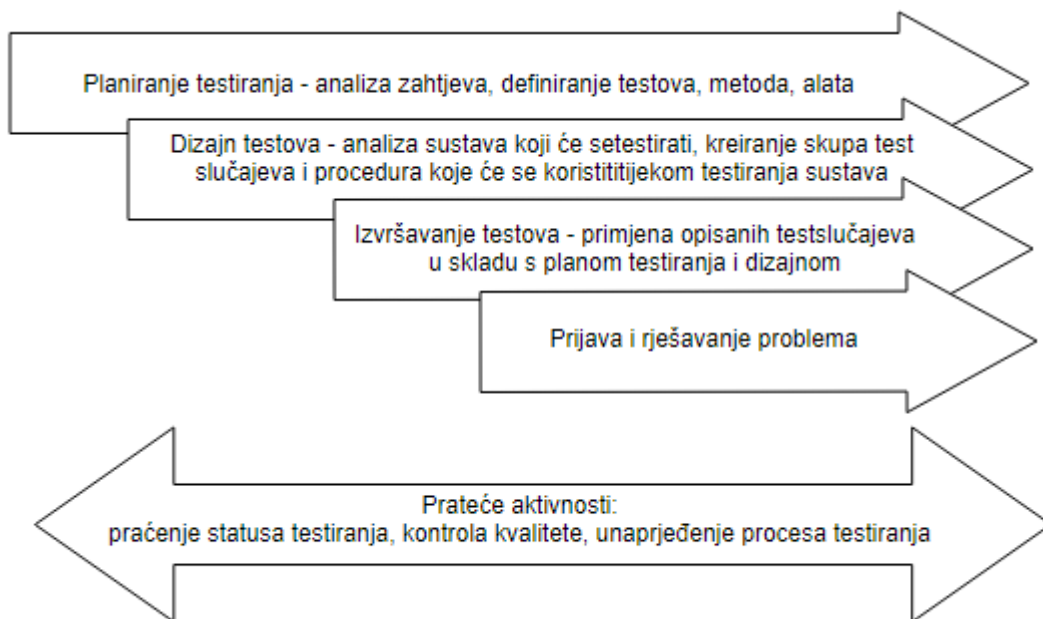 Planiranje testiranja - analiza zahtjeva, definiranje testova, metoda, alata
Dizajn testova - analiza sustava koji će setestirati, kreiranje skupa test
slučajeva i procedura koje će se koristititijekom testiranja sustava
Izvršavanje testova - primjena opisanih testslučajeva
u skladu s planom testiranja i dizajnom
Prijava i rješavanje problema
Prateće aktivnosti:
praćenje statusa testiranja, kontrola kvalitete, unaprjeđenje procesa testiranja